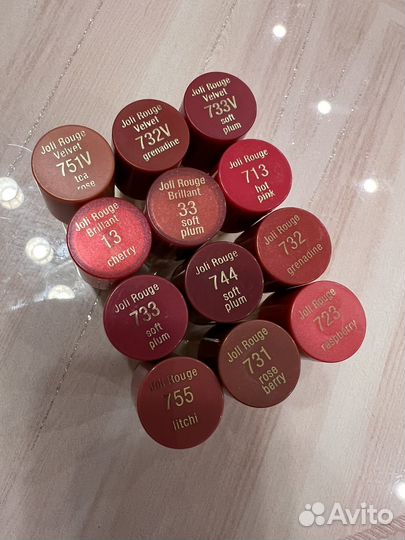 Joli Rouge
Velvet
751V
tea
rose
Joli Rouge
Velvet
732V
grenadine
Joli Rouge
Velvet
733V
soft
plum
Joli Rouge
Brillant
13
cherry
Joli Rouge
Brillant
33
soft
plum
Joli Rouge
713
hot
pink
Joli Rouge
733
soft
plum
Joli Rouge
744
soft
plum
Joli Rouge
732
grenadine
Joli Rouge
755
litchi
Joli Rouge
731
rose
berry
Joli Rouge
723
raspberry
Avito